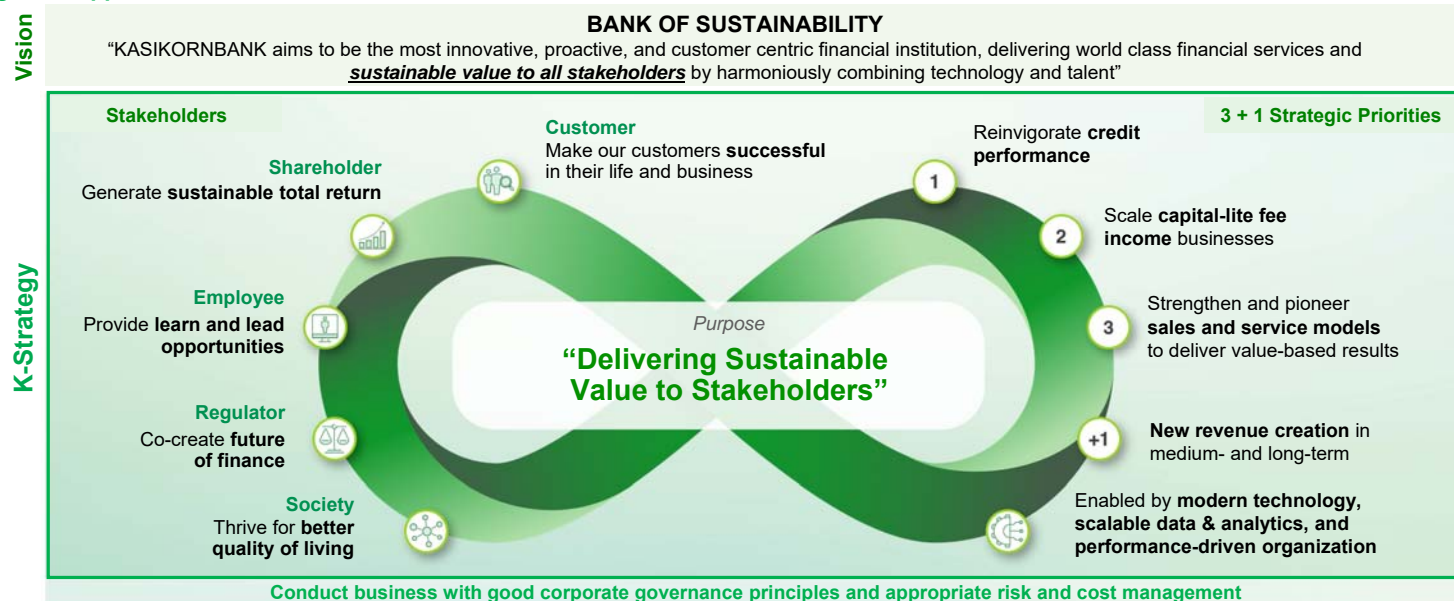 Vision
BANK OF SUSTAINABILITY
“KASIKORNBANK aims to be the most innovative, proactive, and customer centric financial institution, delivering world class financial services and
sustainable value to all stakeholders by harmoniously combining technology and talent”
K-Strategy
Stakeholders
Customer
Make our customers successful
in their life and business
Shareholder
Generate sustainable total return
Employee
Provide learn and lead
opportunities
Regulator
Co-create future
of finance
Society
Thrive for better
quality of living
Purpose
“Delivering Sustainable
Value to Stakeholders”
3 + 1 Strategic Priorities
1
Reinvigorate credit
performance
2
Scale capital-lite fee
income businesses
3
Strengthen and pioneer
sales and service models
to deliver value-based results
+1
New revenue creation in
medium- and long-term
Enabled by modern technology,
scalable data & analytics, and
performance-driven organization
Conduct business with good corporate governance principles and appropriate risk and cost management